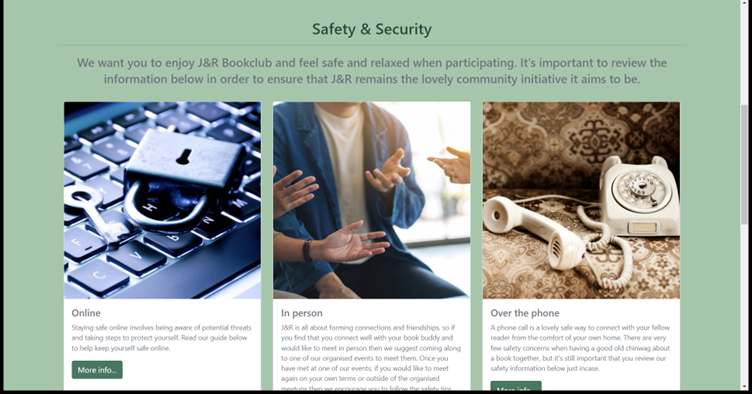 Safety & Security
We want you to enjoy J&R Bookclub and feel safe and relaxed when participating. It's important to review the
information below in order to ensure that J&R remains the lovely community initiative it aims to be.
Online
Staying safe online involves being aware of potential threats
and taking steps to protect yourself. Read our guide below
to help keep yourself safe online.
More info...
In person
J&R is all about forming connections and friendships, so if
you find that you connect well with your book buddy and
would like to meet in person then we suggest coming along
to one of our organised events to meet them. Once you
have met at one of our events, if you would like to meet
again on your own terms or outside of the organised
meetups then we encourage you to follow the safety tips
Over the phone
A phone call is a lovely safe way to connect with your fellow
reader from the comfort of your own home. There are very
few safety concerns when having a good old chinwag about
a book together, but it's still important that you review our
safety information below just incase.
More info...